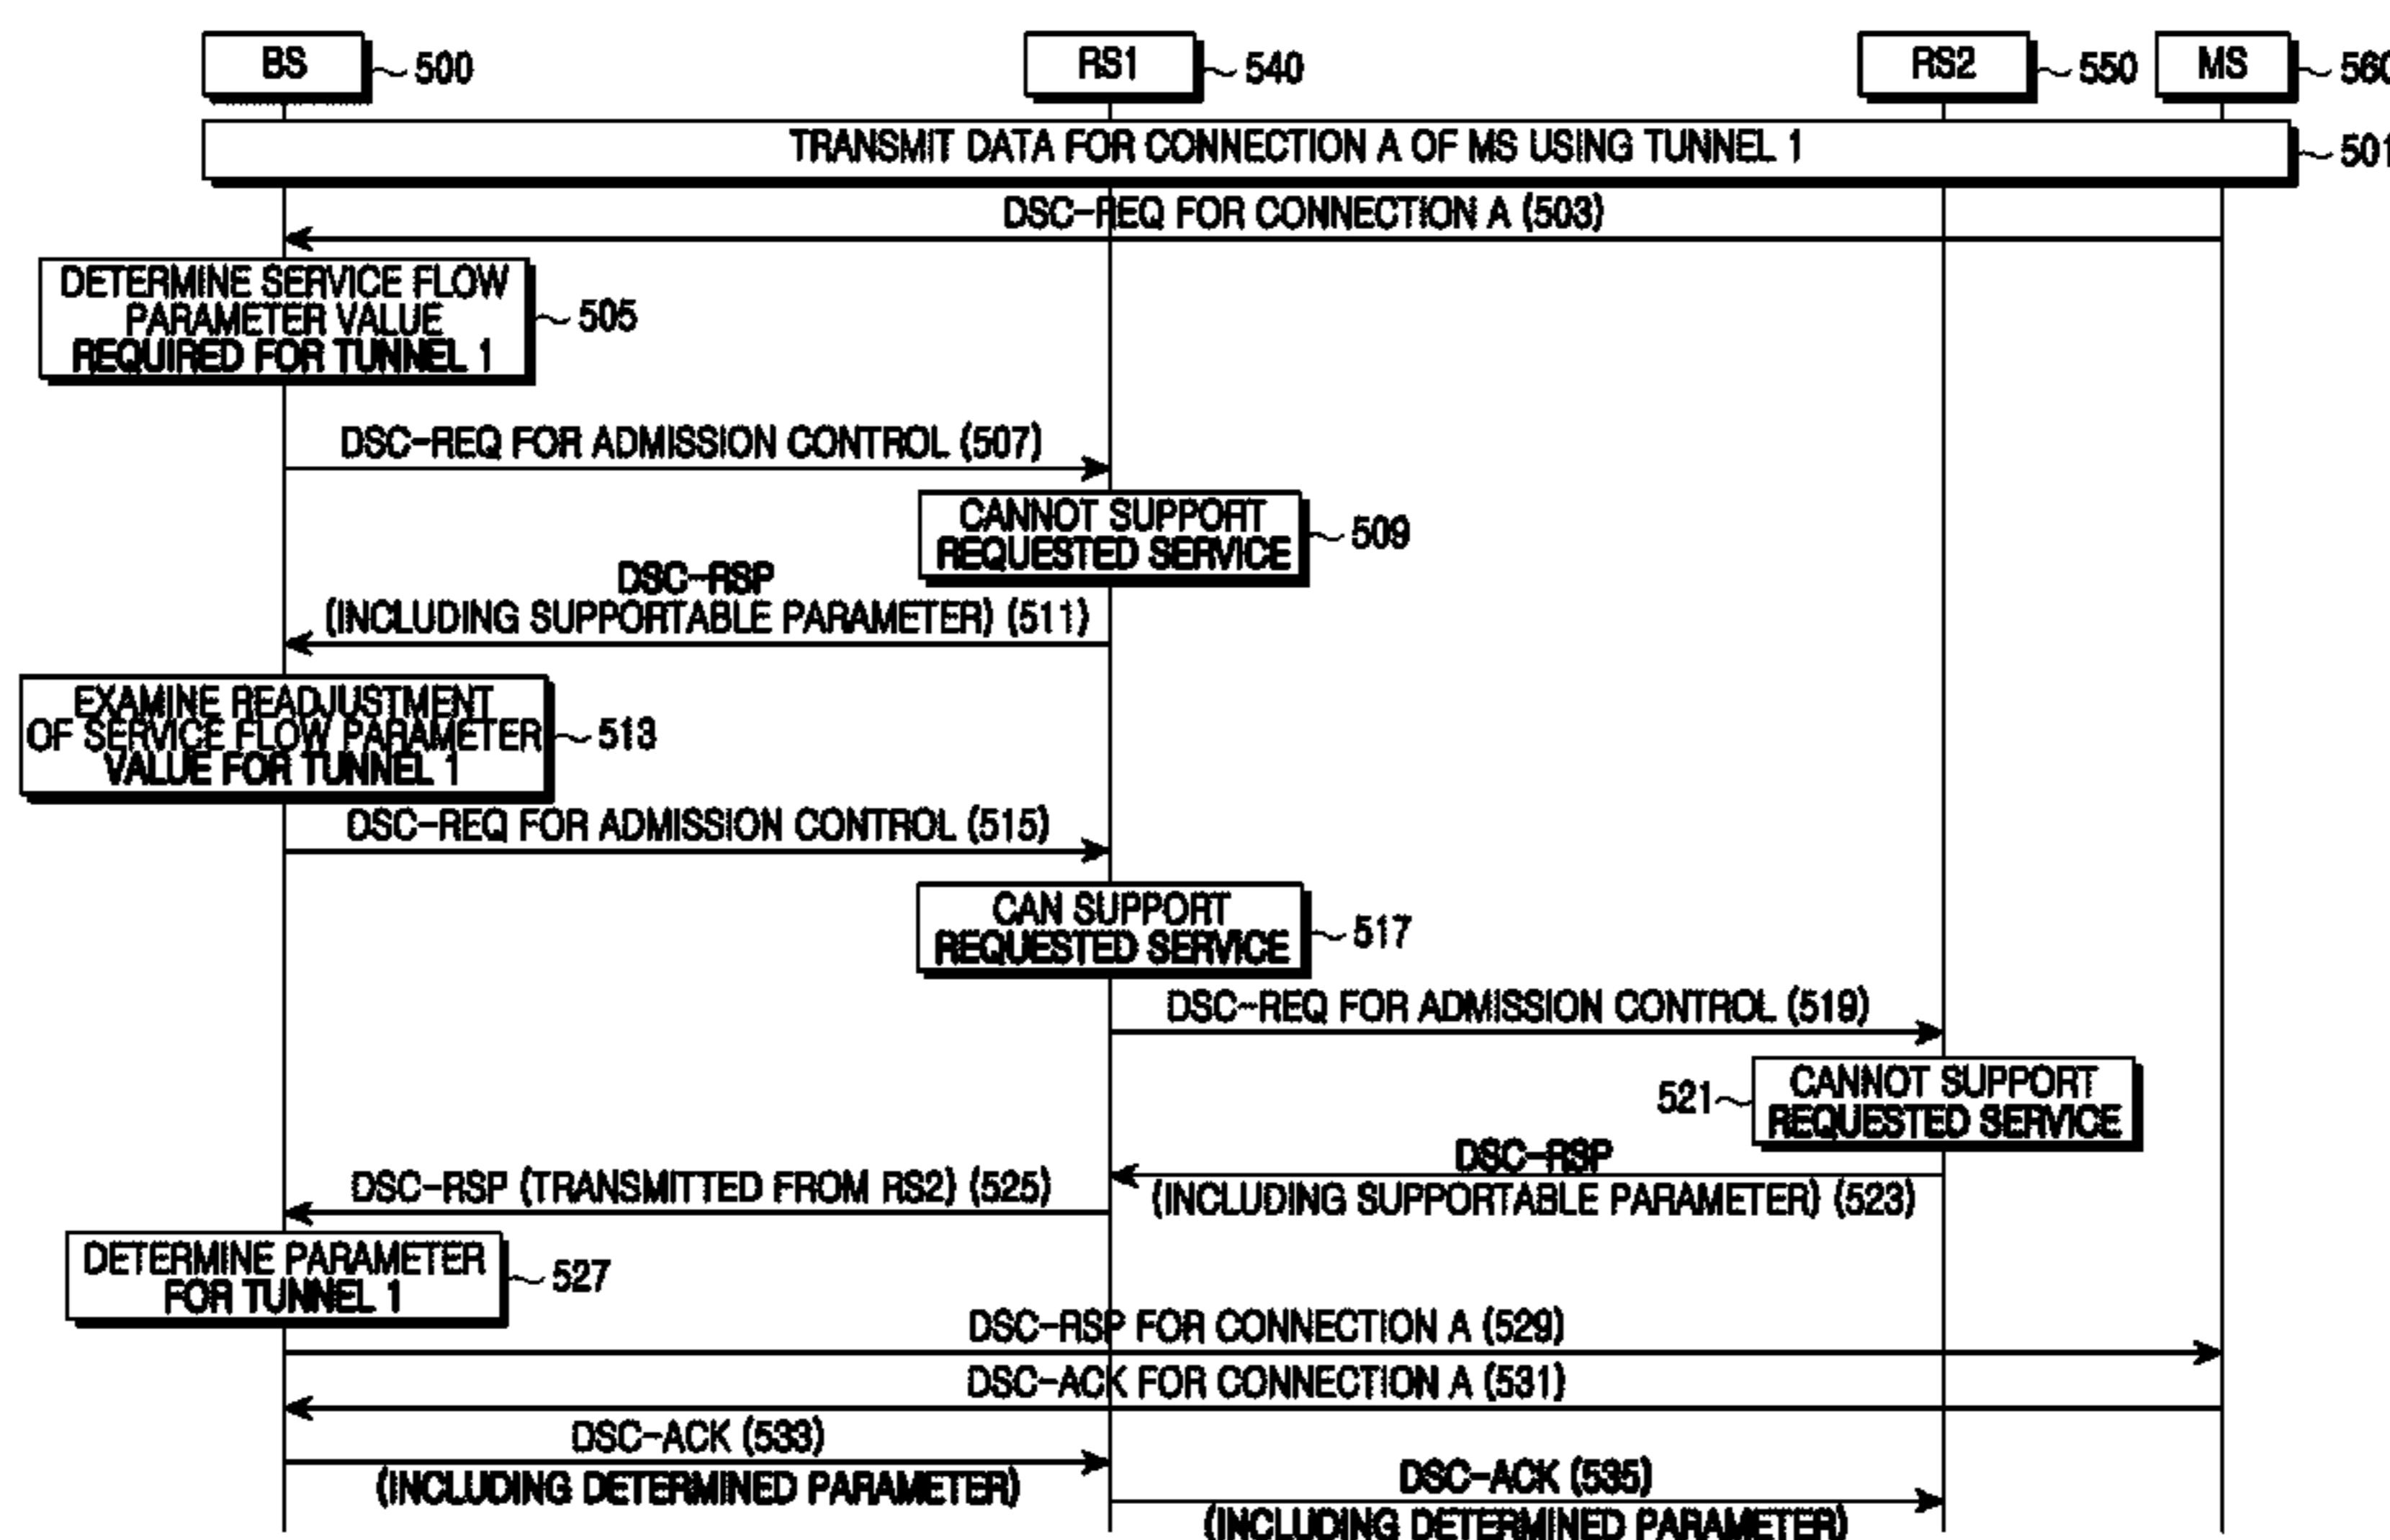 BS
500
RS1
540
RS2
550
MS
560
TRANSMIT DATA FOR CONNECTION A OF MS USING TUNNEL 1
501
DSC-REQ FOR CONNECTION A (503)
DETERMINE SERVICE FLOW
PARAMETER VALUE
REQUIRED FOR TUNNEL 1
505
DSC-REQ FOR ADMISSION CONTROL (507)
CANNOT SUPPORT
REQUESTED SERVICE
509
DSC-RSP
(INCLUDING SUPPORTABLE PARAMETER) (511)
EXAMINE READJUSTMENT
OF SERVICE FLOW PARAMETER
VALUE FOR TUNNEL 1
513
DSC-REQ FOR ADMISSION CONTROL (515)
CAN SUPPORT
REQUESTED SERVICE
517
DSC-REQ FOR ADMISSION CONTROL (519)
521
CANNOT SUPPORT
REQUESTED SERVICE
DSC-RSP
(INCLUDING SUPPORTABLE PARAMETER) (523)
DSC-RSP (TRANSMITTED FROM RS2) (525)
DETERMINE PARAMETER
FOR TUNNEL 1
527
DSC-RSP FOR CONNECTION A (529)
DSC-ACK FOR CONNECTION A (531)
DSC-ACK (533)
(INCLUDING DETERMINED PARAMETER)
DSC-ACK (535)
(INCLUDING DETERMINED PARAMETER)